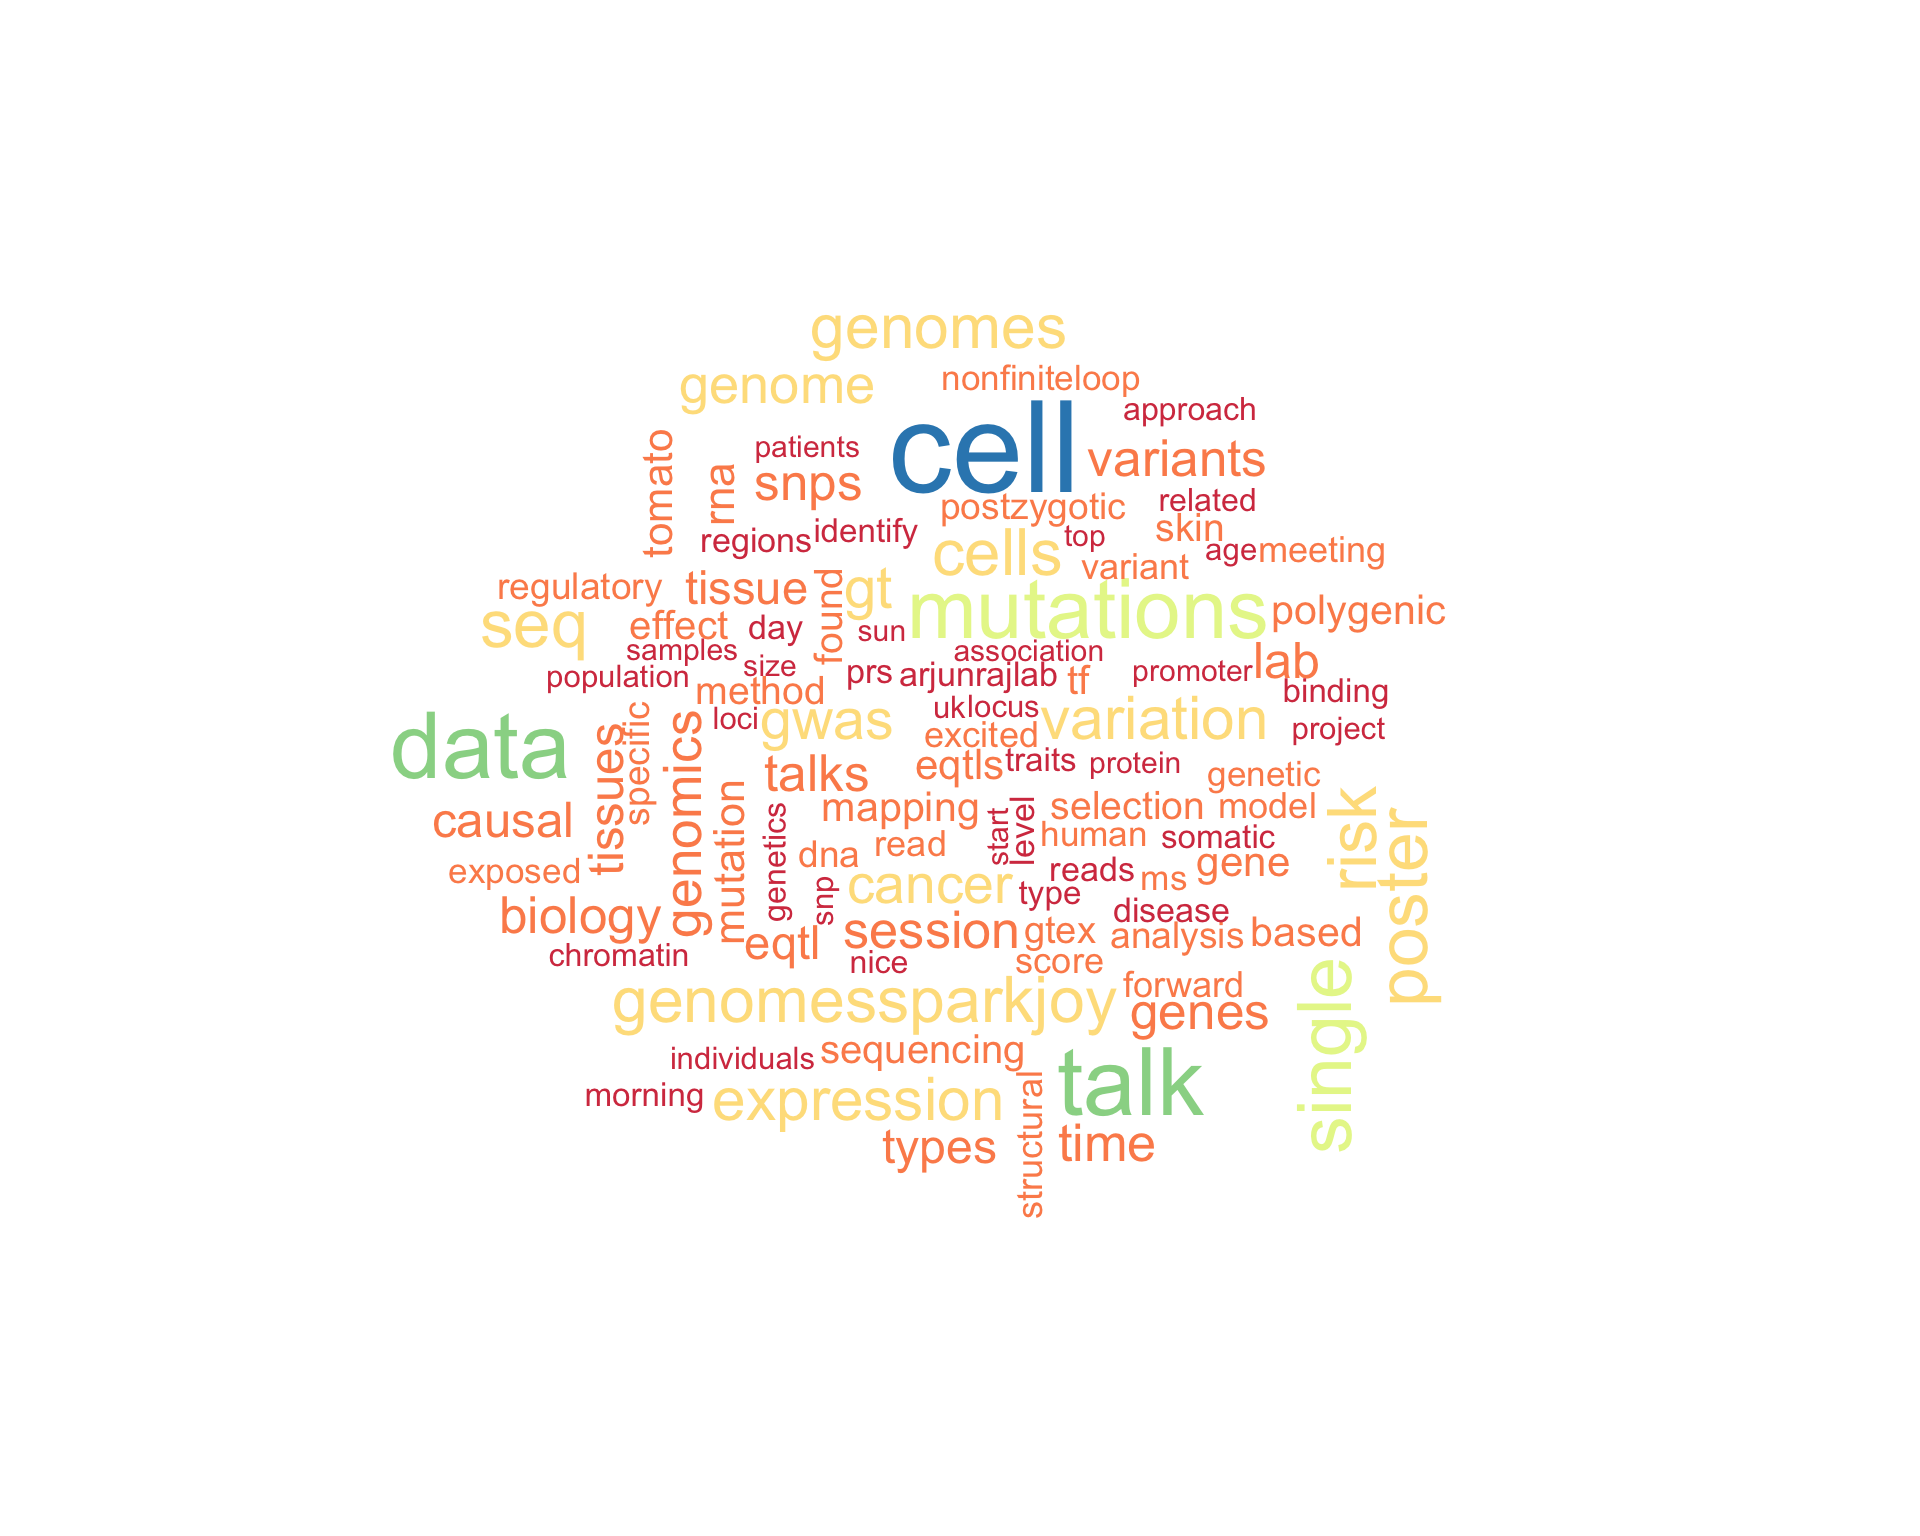 genomes
nonfiniteloop
genome
approach
cell
patients
variants
tomato
snps
rna
related
postzygotic
identify
skin
regions
top
cells
age
meeting
variant
regulatory
tissue
found
gt
mutations
polygenic
seq
effect
day
sun
samples
association
lab
size
prs
arjunrajlab
tf
promoter
population
method
binding
uk
locus
loci
gwas
variation
project
data
excited
specific
tissues
genomics
talks
eqtls
traits
protein
genetic
causal
mapping
selection
model
risk
mutation
genetics
start
level
human
somatic
dna
read
gene
exposed
reads
poster
snp
cancer
type
ms
biology
disease
session
gtex
analysis
based
eqtl
chromatin
nice
score
forward
genomessparkjoy
genes
single
individuals
sequencing
talk
morning
expression
structural
types
time